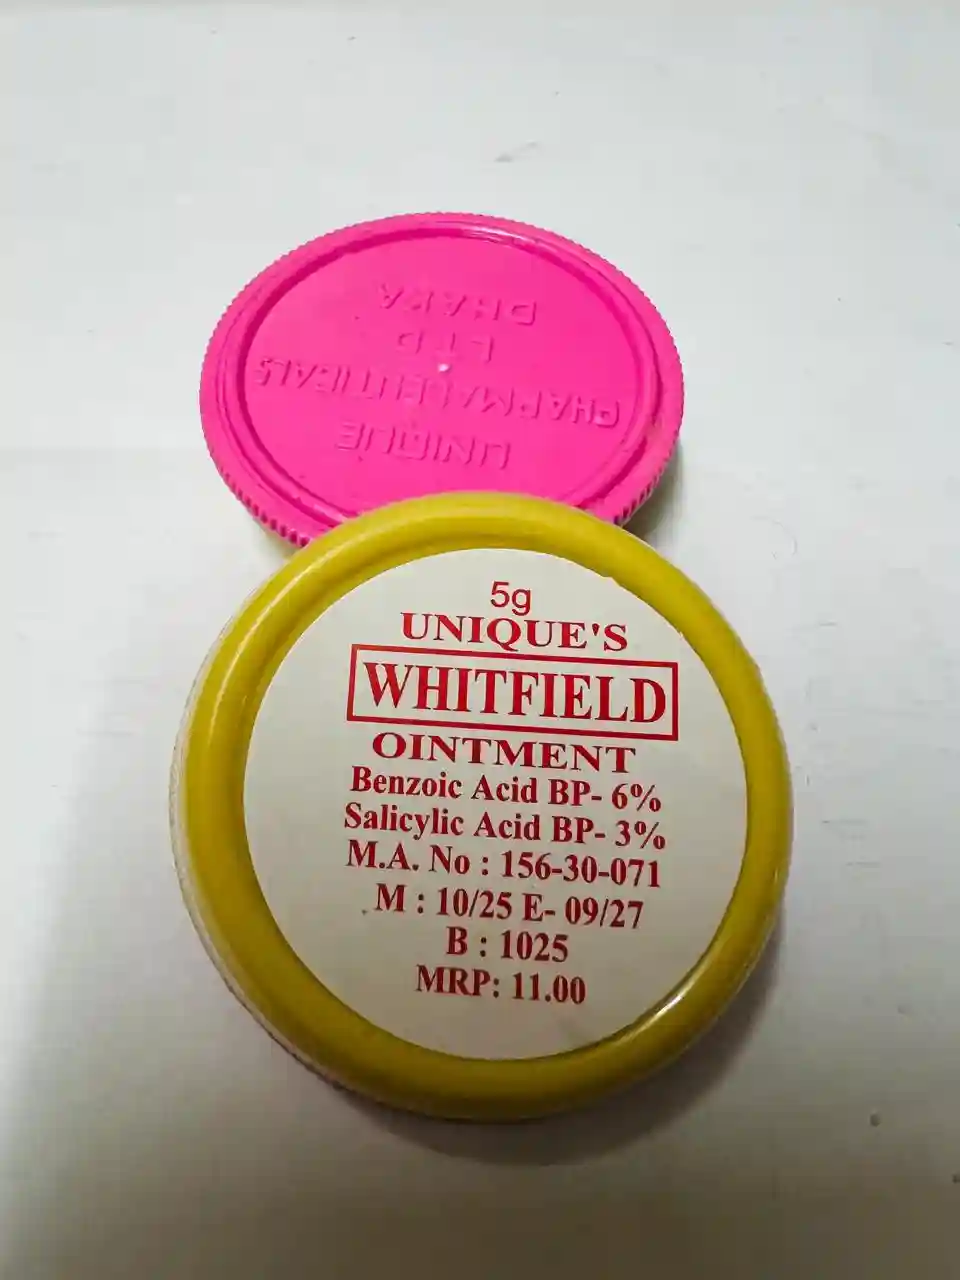 UNIQUE
PHARMACEUTICALS
LTD
DHAKA
5g
UNIQUE'S
WHITFIELD
OINTMENT
Benzoic Acid BP- 6%
Salicylic Acid BP- 3%
M.A. No : 156-30-071
M : 10/25 E- 09/27
B : 1025
MRP: 11.00